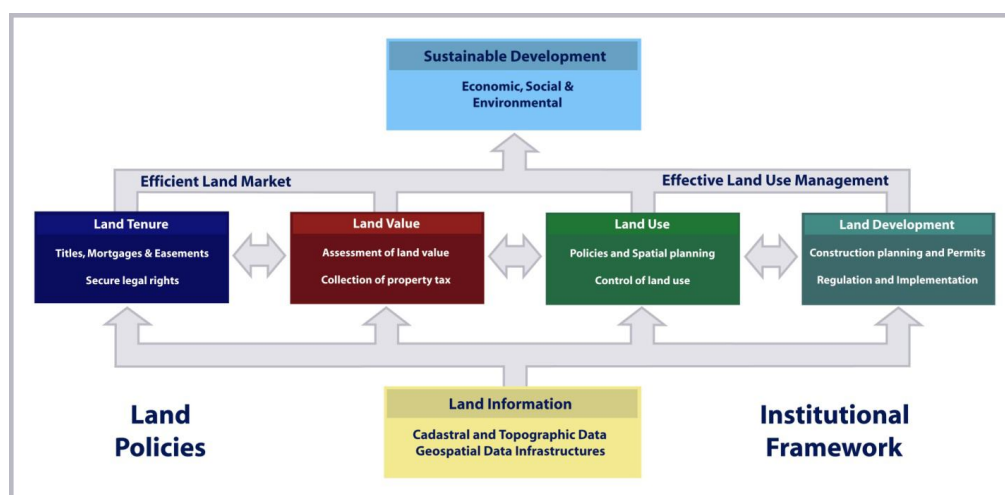 Sustainable Development
Economic, Social &
Environmental
Efficient Land Market
Effective Land Use Management
Land Tenure
Titles, Mortgages & Easements
Secure legal rights
Land Value
Assessment of land value
Collection of property tax
Land Use
Policies and Spatial planning
Control of land use
Land Development
Construction planning and Permits
Regulation and Implementation
Land
Policies
Land Information
Cadastral and Topographic Data
Geospatial Data Infrastructures
Institutional
Framework